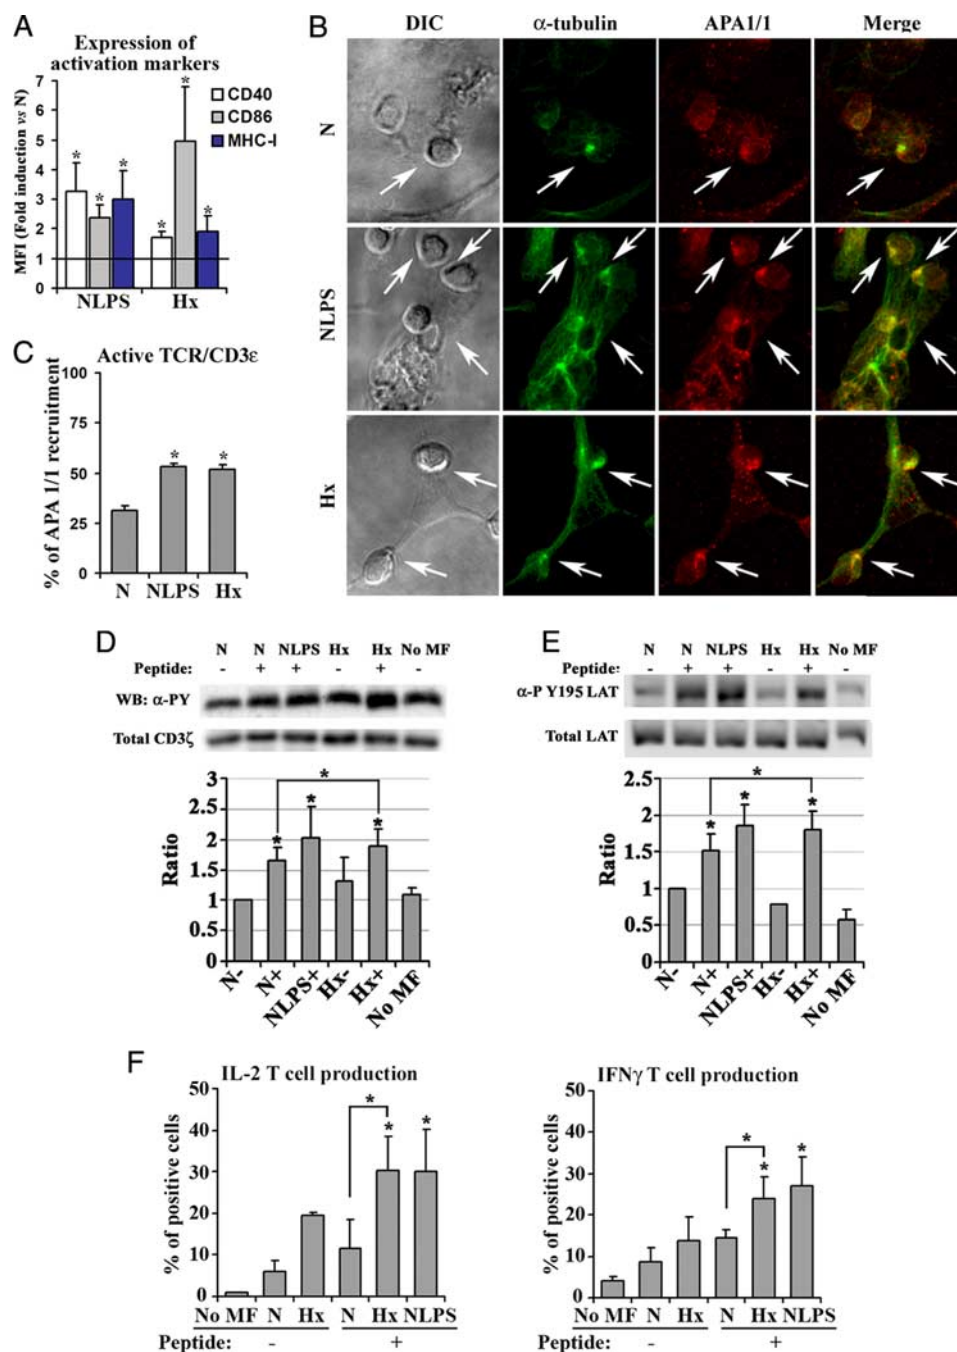 A
Expression of
activation markers
MFI (Fold induction vs N)
7
6
5
4
3
2
1
0
* * * * * *
CD40
CD86
MHC-I
NLPS Hx
B
DIC α-tubulin APA1/1 Merge
N
NLPS
Hx
C
Active TCR/CD3ε
% of APA 1/1 recruitment
100
75
50
25
0
* *
N NLPS Hx
D
N N NLPS Hx Hx No MF
Peptide: - + + - + -
WB: α-PY
Total CD3ζ
Ratio
3
2.5
2
1.5
1
0.5
0
*
* * *
N- N+ NLPS+ Hx- Hx+ No MF
E
N N NLPS Hx Hx No MF
Peptide: - + + - + -
α-P Y195 LAT
Total LAT
Ratio
2.5
2
1.5
1
0.5
0
*
* * *
N- N+ NLPS+ Hx- Hx+ No MF
F
IL-2 T cell production
% of positive cells
50
40
30
20
10
0
* * *
No MF N Hx N Hx NLPS
Peptide: - +
IFNγ T cell production
% of positive cells
50
40
30
20
10
0
* * *
No MF N Hx N Hx NLPS
Peptide: - +